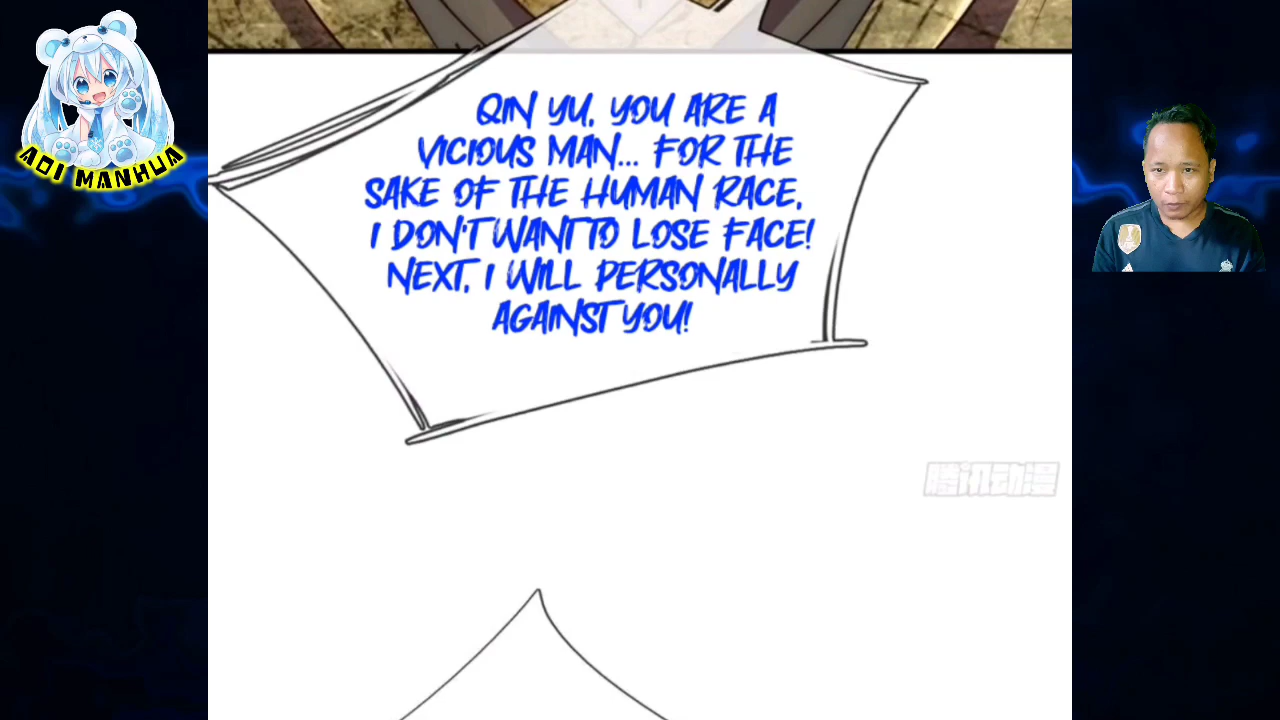 AOI MANHUA
QIN YU, YOU ARE A
VICIOUS MAN... FOR THE
SAKE OF THE HUMAN RACE,
I DON'T WANT TO LOSE FACE!
NEXT, I WILL PERSONALLY
AGAINST YOU!
腾讯动漫